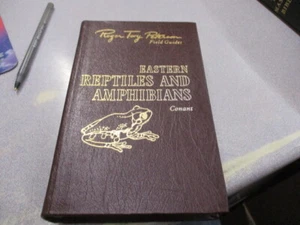 Roger Tory Peterson
Field Guides
EASTERN
REPTILES AND
AMPHIBIANS
Conant